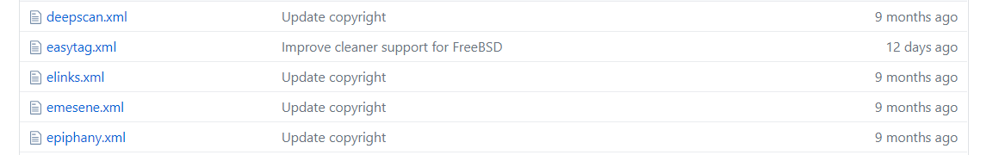 deepscan.xml Update copyright 9 months ago
easytag.xml Improve cleaner support for FreeBSD 12 days ago
elinks.xml Update copyright 9 months ago
emesene.xml Update copyright 9 months ago
epiphany.xml Update copyright 9 months ago